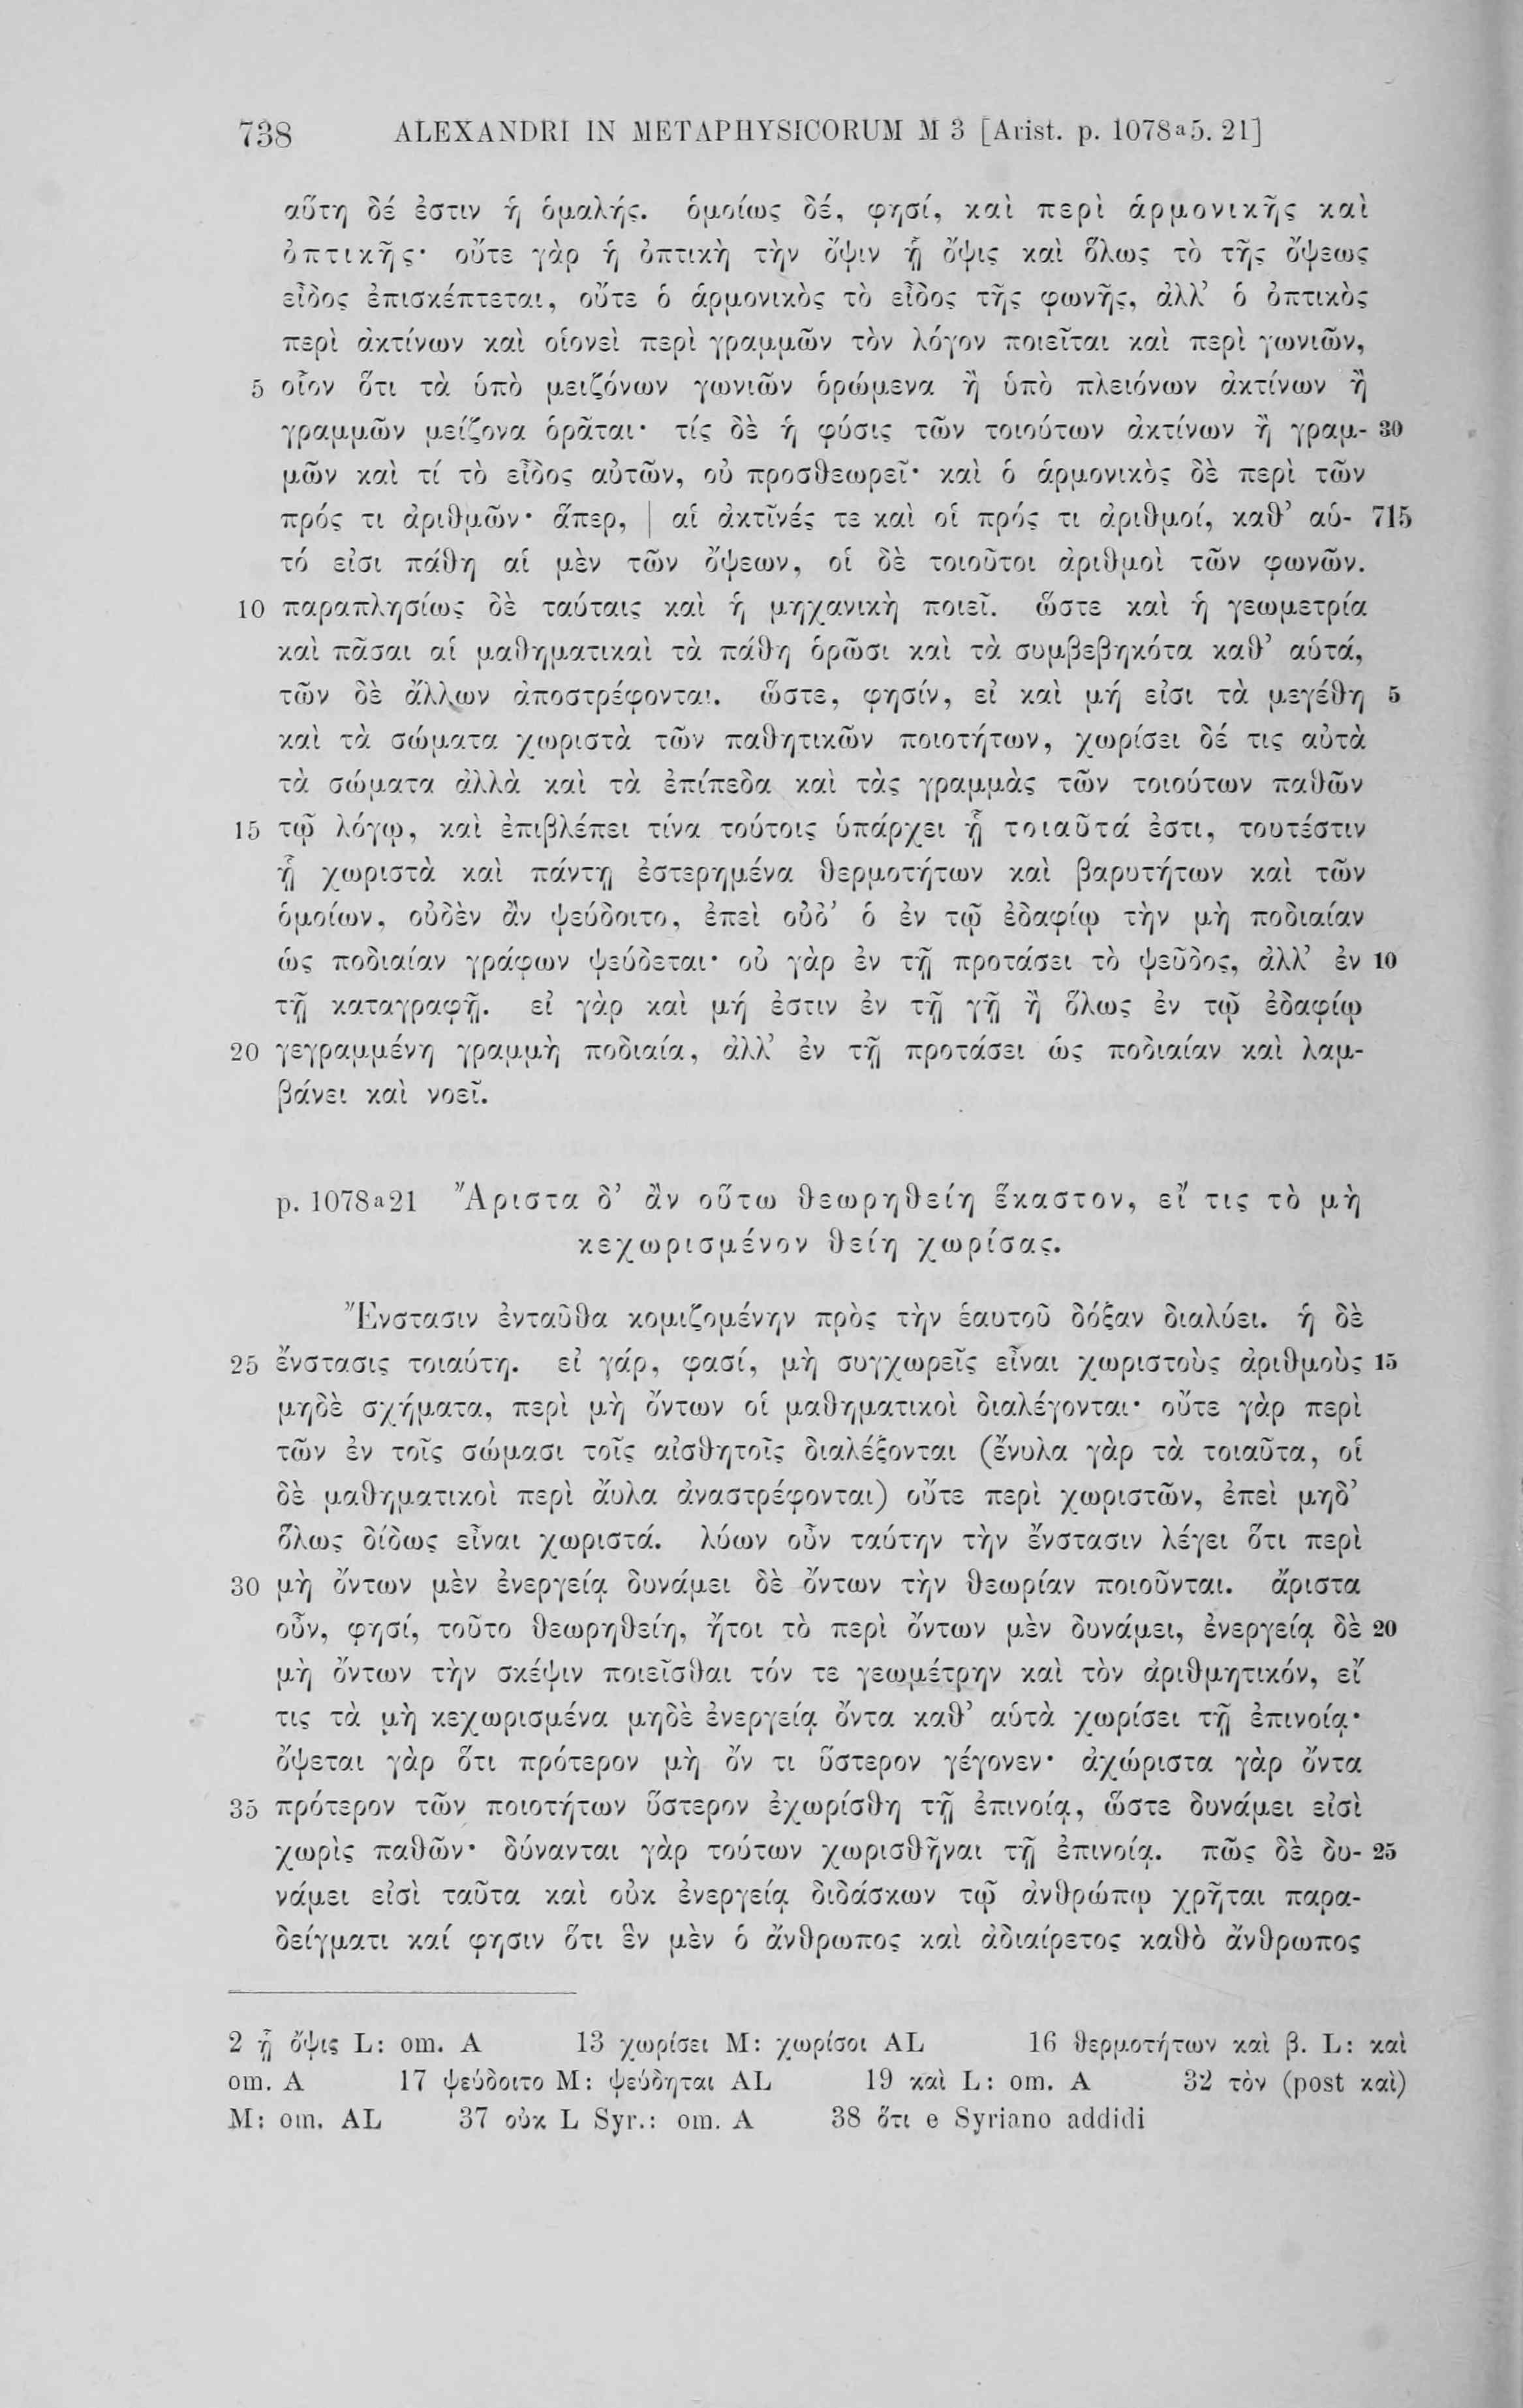 738 ALEXANDRI IN METAPHYSICORUM M 3 [Arist. p. 1078a5. 21]
αὕτη δέ ἐστιν ἡ ὁμαλής. ὁμοίως δέ, φησί, καὶ περὶ ἁρμονικῆς καὶ
ὀπτικῆς· οὔτε γὰρ ἡ ὀπτικὴ τὴν ὄψιν ᾗ ὄψις καὶ ὅλως τὸ τῆς ὄψεως
εἶδος ἐπισκέπτεται, οὔτε ὁ ἁρμονικὸς τὸ εἶδος τῆς φωνῆς, ἀλλ’ ὁ ὀπτικὸς
περὶ ἀκτίνων καὶ οἱονεὶ περὶ γραμμῶν τὸν λόγον ποιεῖται καὶ περὶ γωνιῶν,
5 οἷον ὅτι τὰ ὑπὸ μειζόνων γωνιῶν ὁρώμενα ἢ ὑπὸ πλειόνων ἀκτίνων ἢ
γραμμῶν μείζονα ὁρᾶται· τίς δὲ ἡ φύσις τῶν τοιούτων ἀκτίνων ἢ γραμ- 30
μῶν καὶ τί τὸ εἶδος αὐτῶν, οὐ προσθεωρεῖ· καὶ ὁ ἁρμονικὸς δὲ περὶ τῶν
πρός τι ἀριθμῶν· ἅπερ, | αἱ ἀκτῖνές τε καὶ οἱ πρός τι ἀριθμοί, καθ’ αὑ- 715
τό εἰσι πάθη αἱ μὲν τῶν ὄψεων, οἱ δὲ τοιοῦτοι ἀριθμοὶ τῶν φωνῶν.
10 παραπλησίως δὲ ταύταις καὶ ἡ μηχανικὴ ποιεῖ. ὥστε καὶ ἡ γεωμετρία
καὶ πᾶσαι αἱ μαθηματικαὶ τὰ πάθη ὁρῶσι καὶ τὰ συμβεβηκότα καθ’ αὑτά,
τῶν δὲ ἄλλων ἀποστρέφονται. ὥστε, φησίν, εἰ καὶ μή εἰσι τὰ μεγέθη 5
καὶ τὰ σώματα χωριστὰ τῶν παθητικῶν ποιοτήτων, χωρίσει δέ τις αὐτὰ
τὰ σώματα ἀλλὰ καὶ τὰ ἐπίπεδα καὶ τὰς γραμμὰς τῶν τοιούτων παθῶν
15 τῷ λόγῳ, καὶ ἐπιβλέπει τίνα τούτοις ὑπάρχει ᾗ τοιαῦτά ἐστι, τουτέστιν
ᾗ χωριστὰ καὶ πάντῃ ἐστερημένα θερμοτήτων καὶ βαρυτήτων καὶ τῶν
ὁμοίων, οὐδὲν ἂν ψεύδοιτο, ἐπεὶ οὐδ’ ὁ ἐν τῷ ἐδαφίῳ τὴν μὴ ποδιαίαν
ὡς ποδιαίαν γράφων ψεύδεται· οὐ γὰρ ἐν τῇ προτάσει τὸ ψεῦδος, ἀλλ’ ἐν 10
τῇ καταγραφῇ. εἰ γὰρ καὶ μή ἐστιν ἐν τῇ γῇ ἢ ὅλως ἐν τῷ ἐδαφίῳ
20 γεγραμμένη γραμμὴ ποδιαία, ἀλλ’ ἐν τῇ προτάσει ὡς ποδιαίαν καὶ λαμ-
βάνει καὶ νοεῖ.
p. 1078a21 Ἄριστα δ’ ἂν οὕτω θεωρηθείη ἕκαστον, εἴ τις τὸ μὴ
κεχωρισμένον θείη χωρίσας.
Ἔνστασιν ἐνταῦθα κομιζομένην πρὸς τὴν ἑαυτοῦ δόξαν διαλύει. ἡ δὲ
25 ἔνστασις τοιαύτη. εἰ γάρ, φασί, μὴ συγχωρεῖς εἶναι χωριστοὺς ἀριθμοὺς 15
μηδὲ σχήματα, περὶ μὴ ὄντων οἱ μαθηματικοὶ διαλέγονται· οὔτε γὰρ περὶ
τῶν ἐν τοῖς σώμασι τοῖς αἰσθητοῖς διαλέξονται (ἔνυλα γὰρ τὰ τοιαῦτα, οἱ
δὲ μαθηματικοὶ περὶ ἄυλα ἀναστρέφονται) οὔτε περὶ χωριστῶν, ἐπεὶ μηδ’
ὅλως δίδως εἶναι χωριστά. λύων οὖν ταύτην τὴν ἔνστασιν λέγει ὅτι περὶ
30 μὴ ὄντων μὲν ἐνεργείᾳ δυνάμει δὲ ὄντων τὴν θεωρίαν ποιοῦνται. ἄριστα
οὖν, φησί, τοῦτο θεωρηθείη, ἤτοι τὸ περὶ ὄντων μὲν δυνάμει, ἐνεργείᾳ δὲ 20
μὴ ὄντων τὴν σκέψιν ποιεῖσθαι τόν τε γεωμέτρην καὶ τὸν ἀριθμητικόν, εἴ
τις τὰ μὴ κεχωρισμένα μηδὲ ἐνεργείᾳ ὄντα καθ’ αὑτὰ χωρίσει τῇ ἐπινοίᾳ·
ὄψεται γὰρ ὅτι πρότερον μὴ ὄν τι ὕστερον γέγονεν· ἀχώριστα γὰρ ὄντα
35 πρότερον τῶν ποιοτήτων ὕστερον ἐχωρίσθη τῇ ἐπινοίᾳ, ὥστε δυνάμει εἰσὶ
χωρὶς παθῶν· δύνανται γὰρ τούτων χωρισθῆναι τῇ ἐπινοίᾳ. πῶς δὲ δυ- 25
νάμει εἰσὶ ταῦτα καὶ οὐκ ἐνεργείᾳ διδάσκων τῷ ἀνθρώπῳ χρῆται παρα-
δείγματι καί φησιν ὅτι ἓν μὲν ὁ ἄνθρωπος καὶ ἀδιαίρετος καθὸ ἄνθρωπος
2 ᾗ ὄψις L: om. A 13 χωρίσει M: χωρίσοι AL 16 θερμοτήτων καὶ β. L: καὶ
om. A 17 ψεύδοιτο M: ψεύδηται AL 19 καὶ L: om. A 32 τὸν (post καὶ)
M: om. AL 37 οὐκ L Syr.: om. A 38 ὅτι e Syriano addidi